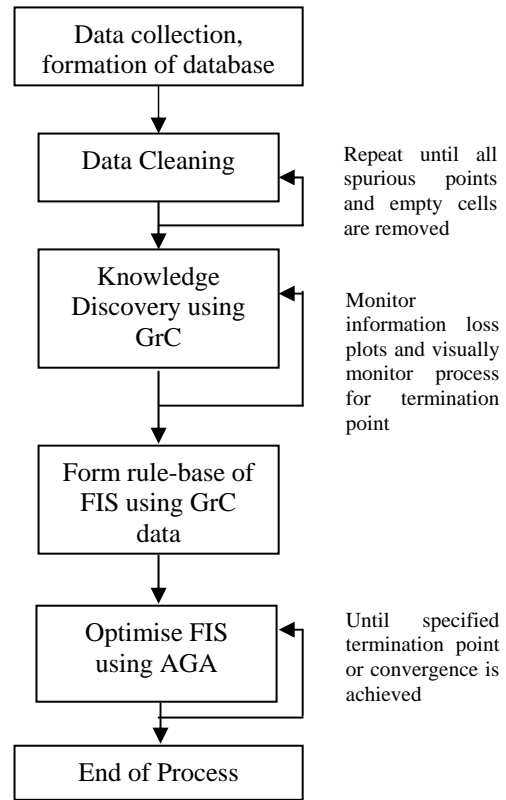 Data collection,
formation of database
Data Cleaning
Repeat until all
spurious points
and empty cells
are removed
Knowledge
Discovery using
GrC
Monitor
information loss
plots and visually
monitor process
for termination
point
Form rule-base of
FIS using GrC
data
Optimise FIS
using AGA
Until specified
termination point
or convergence is
achieved
End of Process